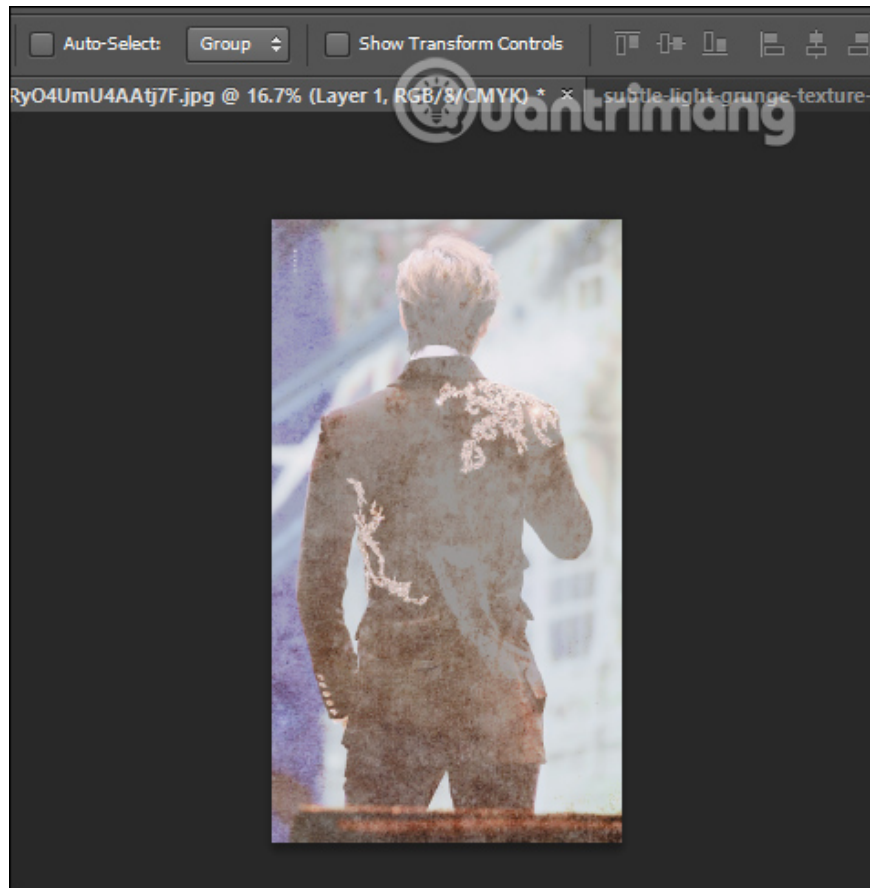 Auto-Select: Group Show Transform Controls
RyO4UmU4AAtj7F.jpg @ 16.7% (Layer 1, RGB/8/CMYK) * × subtle-light-grunge-texture-
Quantrimang